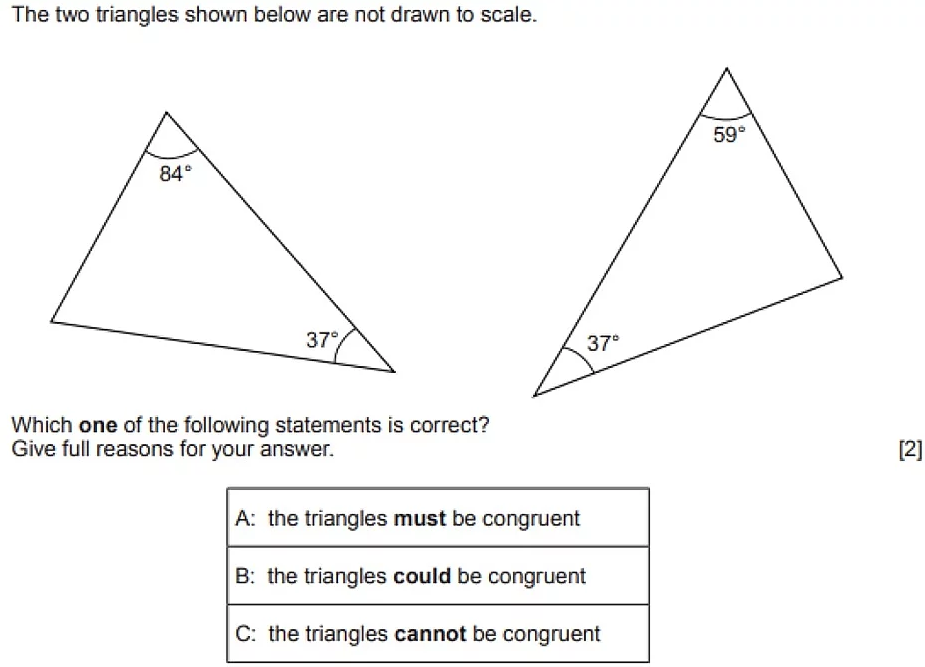 The two triangles shown below are not drawn to scale.
59°
84°
37°
37°
Which one of the following statements is correct?
Give full reasons for your answer. [2]
A: the triangles must be congruent
B: the triangles could be congruent
C: the triangles cannot be congruent